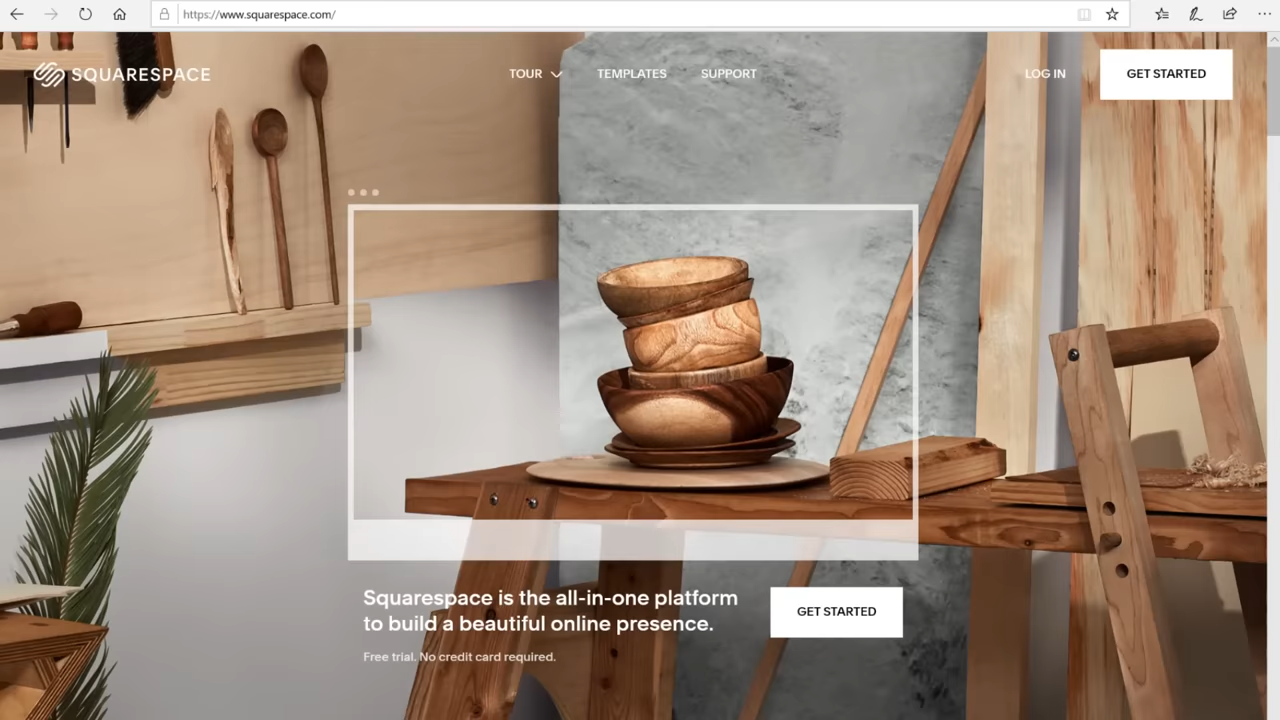 https://www.squarespace.com/
SQUARESPACE
TOUR
TEMPLATES
SUPPORT
LOG IN
GET STARTED
Squarespace is the all-in-one platform
to build a beautiful online presence.
GET STARTED
Free trial. No credit card required.